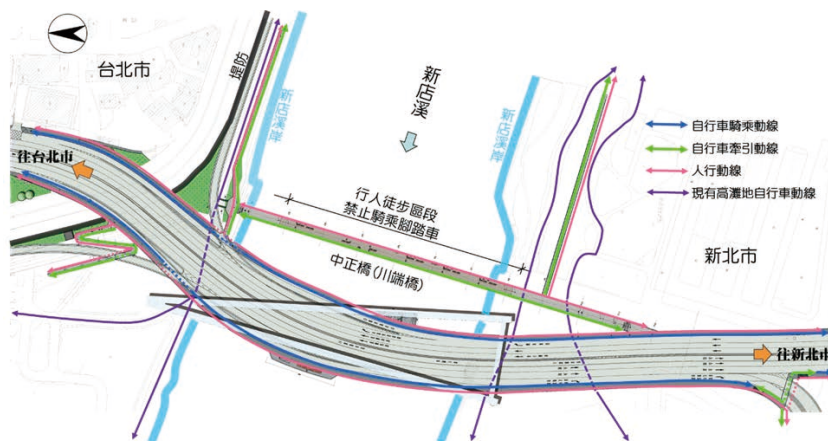 台北市
堤防
新店溪
新店溪岸
新店溪岸
自行車騎乘動線
自行車牽引動線
人行動線
現有高灘地自行車動線
往台北市
行人徒步區段
禁止騎乘腳踏車
中正橋(川端橋)
新北市
往新北市